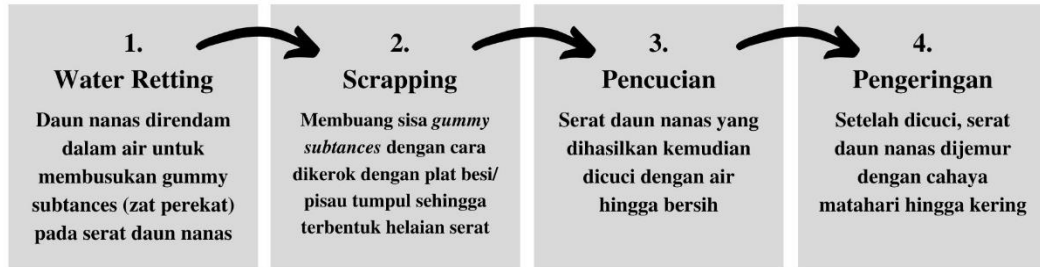 1.
Water Retting
Daun nanas direndam
dalam air untuk
membusukan gummy
subtances (zat perekat)
pada serat daun nanas
2.
Scrapping
Membuang sisa gummy
subtances dengan cara
dikerok dengan plat besi/
pisau tumpul sehingga
terbentuk helaian serat
3.
Pencucian
Serat daun nanas yang
dihasilkan kemudian
dicuci dengan air
hingga bersih
4.
Pengeringan
Setelah dicuci, serat
daun nanas dijemur
dengan cahaya
matahari hingga kering